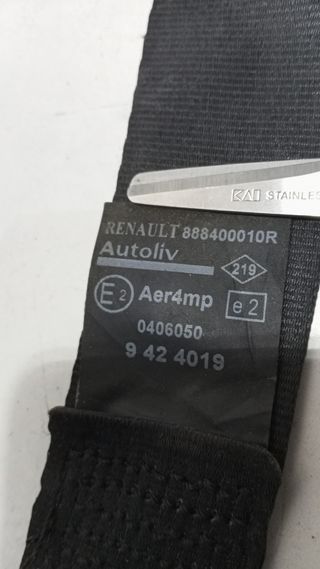 KAI STAINLES
RENAULT 888400010R
Autoliv
219
E2 Aer4mp e2
0406050
9 42 4019